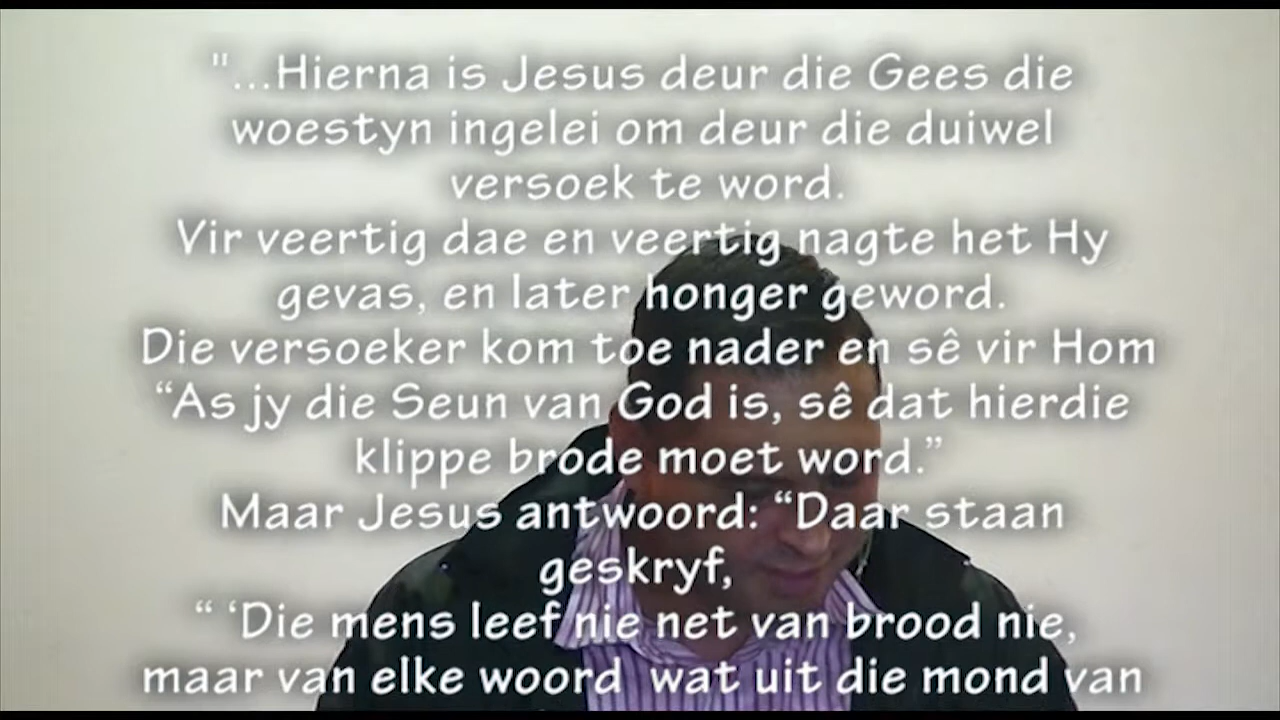 "...Hierna is Jesus deur die Gees die
woestyn ingelei om deur die duiwel
versoek te word.
Vir veertig dae en veertig nagte het Hy
gevas, en later honger geword.
Die versoeker kom toe nader en sê vir Hom
“As jy die Seun van God is, sê dat hierdie
klippe brode moet word.”
Maar Jesus antwoord: “Daar staan
geskryf,
“ ‘Die mens leef nie net van brood nie,
maar van elke woord  wat uit die mond van